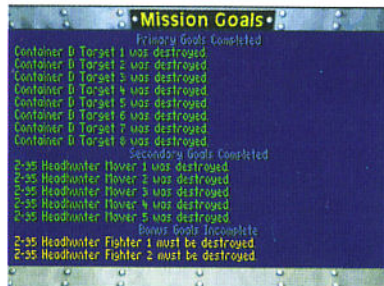 Mission Goals
Primary Goals Completed
Container D Target 1 was destroyed.
Container D Target 2 was destroyed.
Container D Target 3 was destroyed.
Container D Target 4 was destroyed.
Container D Target 5 was destroyed.
Container D Target 6 was destroyed.
Container D Target 7 was destroyed.
Container D Target 8 was destroyed.
Secondary Goals Completed
Z-95 Headhunter Mover 1 was destroyed.
Z-95 Headhunter Mover 2 was destroyed.
Z-95 Headhunter Mover 3 was destroyed.
Z-95 Headhunter Mover 4 was destroyed.
Z-95 Headhunter Mover 5 was destroyed.
Bonus Goals Incomplete
Z-95 Headhunter Fighter 1 must be destroyed.
Z-95 Headhunter Fighter 2 must be destroyed.